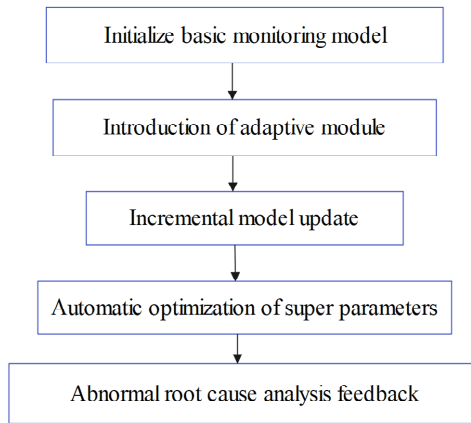 Initialize basic monitoring model
Introduction of adaptive module
Incremental model update
Automatic optimization of super parameters
Abnormal root cause analysis feedback